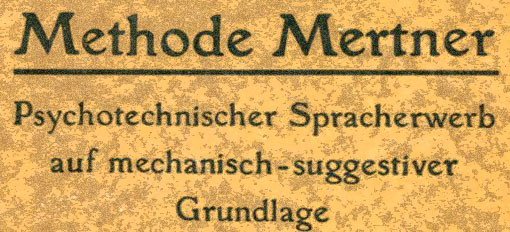 Methode Mertner
Psychotechnischer Spracherwerb
auf mechanisch-suggestiver
Grundlage